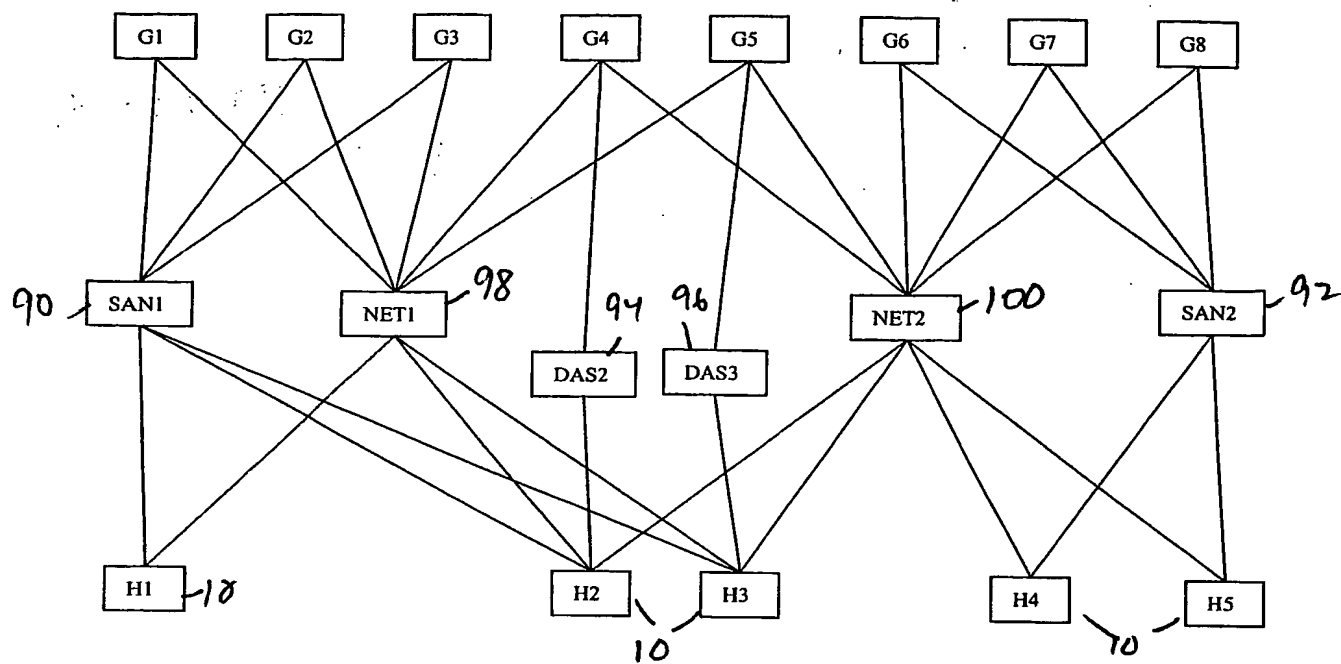 G1 G2 G3 G4 G5 G6 G7 G8
90 SAN1 NET1 98 94 96 NET2 100 SAN2 92
DAS2 DAS3
H1 10 H2 H3 H4 H5
10 10